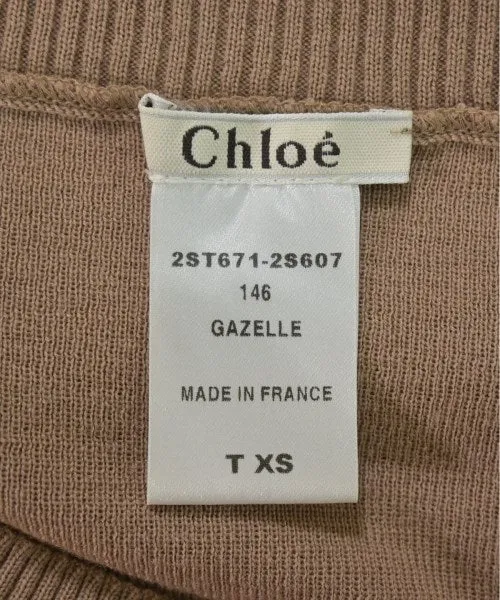 Chloé
2ST671-2S607
146
GAZELLE
MADE IN FRANCE
T XS